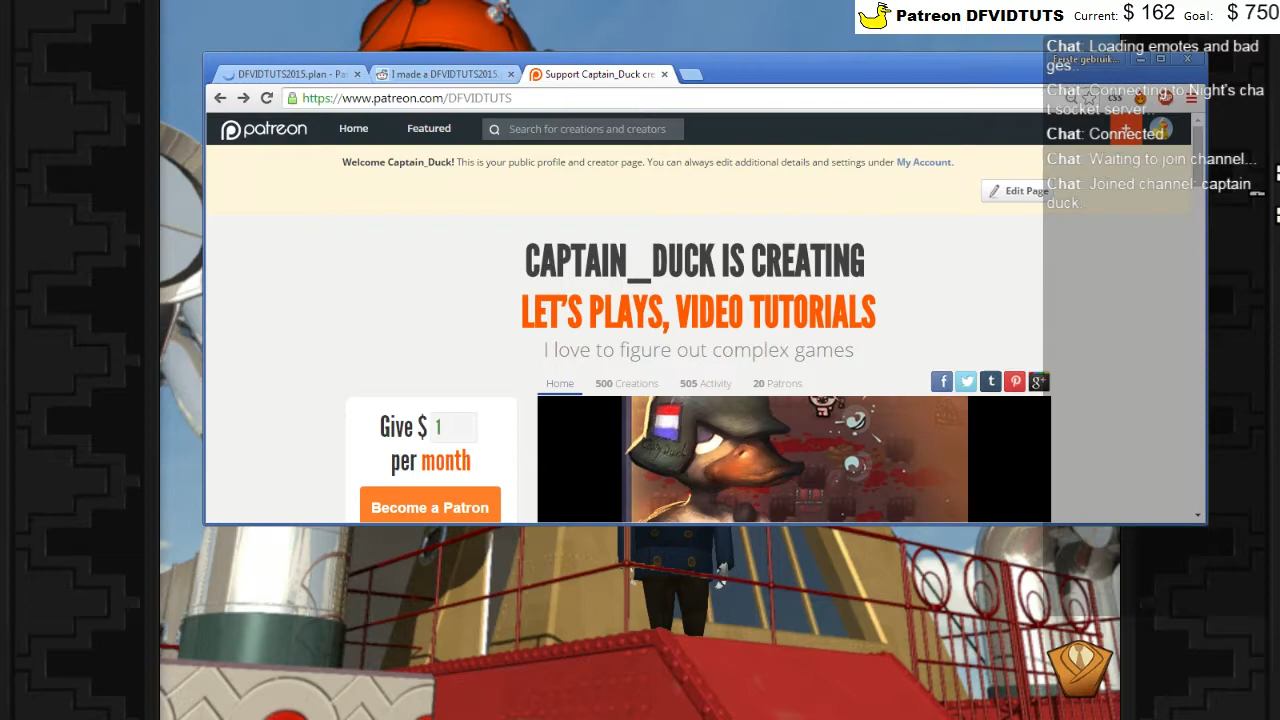 Patreon DFVIDTUTS Current: $ 162 Goal: $ 750
Chat: Loading emotes and bad
ges..
Chat: Connecting to Night's cha
t socket server..
Chat: Connected.
Chat: Waiting to join channel...
Chat: Joined channel: captain_
duck.
Eerste gebruik...
DFVIDTUTS2015.plan - Pa
I made a DFVIDTUTS2015.
Support Captain_Duck cre
https://www.patreon.com/DFVIDTUTS
CSS
patreon
Home
Featured
Search for creations and creators
Welcome Captain_Duck! This is your public profile and creator page. You can always edit additional details and settings under My Account.
Edit Page
CAPTAIN_DUCK IS CREATING
LET'S PLAYS, VIDEO TUTORIALS
I love to figure out complex games
Home
500 Creations
505 Activity
20 Patrons
f
t
g+
Give $ 1
per month
Become a Patron